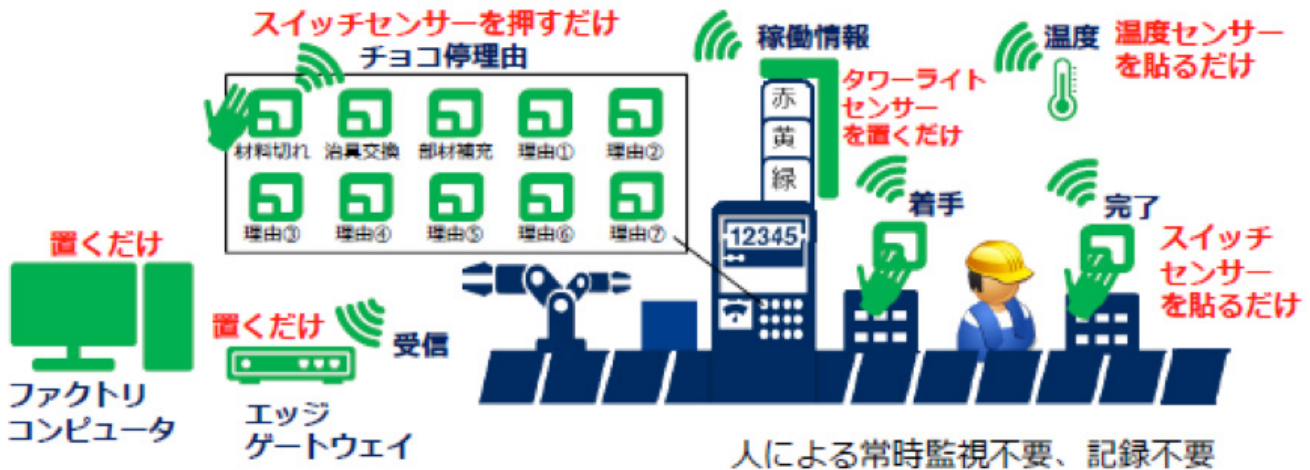 スイッチセンサーを押すだけ
チョコ停理由
材料切れ 治具交換 部材補充 理由① 理由②
理由③ 理由④ 理由⑤ 理由⑥ 理由⑦
稼働情報
タワーライト
センサー
を置くだけ
赤
黄
緑
12345
温度
温度センサー
を貼るだけ
着手
完了
スイッチ
センサー
を貼るだけ
置くだけ
ファクトリ
コンピュータ
置くだけ
受信
エッジ
ゲートウェイ
人による常時監視不要、記録不要